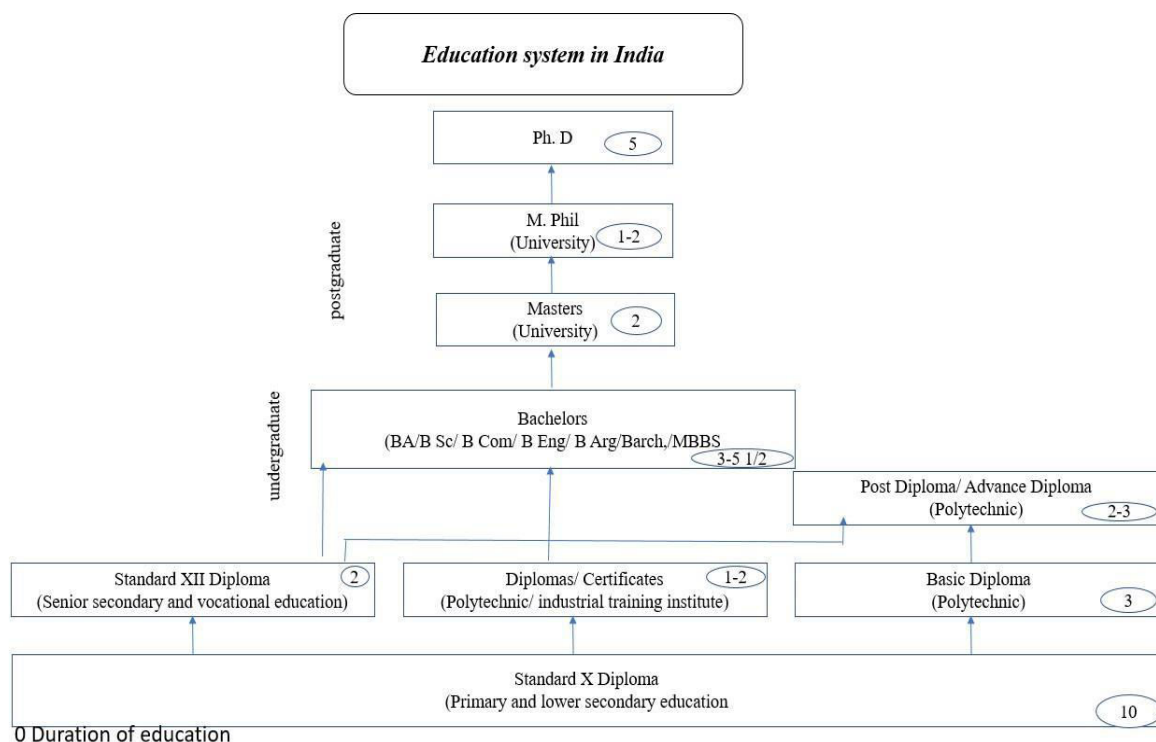 Education system in India
Ph. D
5
postgraduate
M. Phil
(University)
1-2
Masters
(University)
2
undergraduate
Bachelors
(BA/B Sc/ B Com/ B Eng/ B Arg/Barch,/MBBS
3-5 1/2
Post Diploma/ Advance Diploma
(Polytechnic)
2-3
Standard XII Diploma
(Senior secondary and vocational education)
2
Diplomas/ Certificates
(Polytechnic/ industrial training institute)
1-2
Basic Diploma
(Polytechnic)
3
Standard X Diploma
(Primary and lower secondary education
10
0 Duration of education